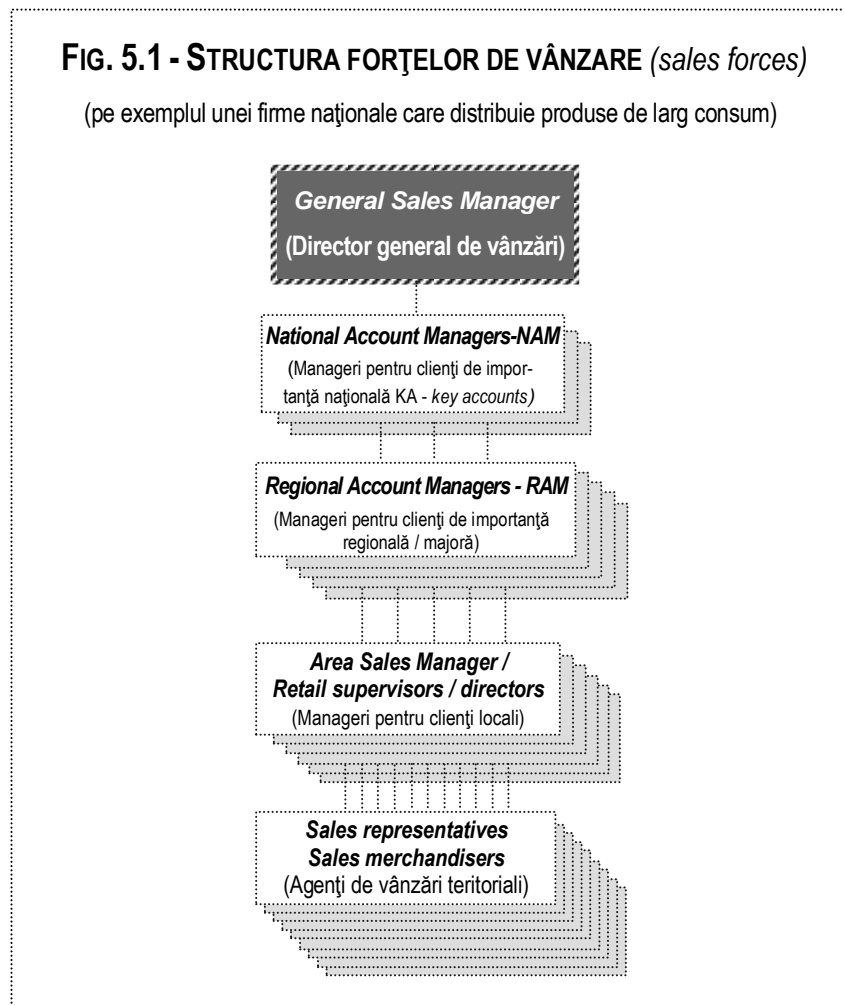 FIG. 5.1 - STRUCTURA FORŢELOR DE VÂNZARE (sales forces)
(pe exemplul unei firme naţionale care distribuie produse de larg consum)
General Sales Manager
(Director general de vânzări)
National Account Managers-NAM
(Manageri pentru clienţi de impor-
tanţă naţională KA - key accounts)
Regional Account Managers - RAM
(Manageri pentru clienţi de importanţă
regională / majoră)
Area Sales Manager /
Retail supervisors / directors
(Manageri pentru clienţi locali)
Sales representatives
Sales merchandisers
(Agenţi de vânzări teritoriali)